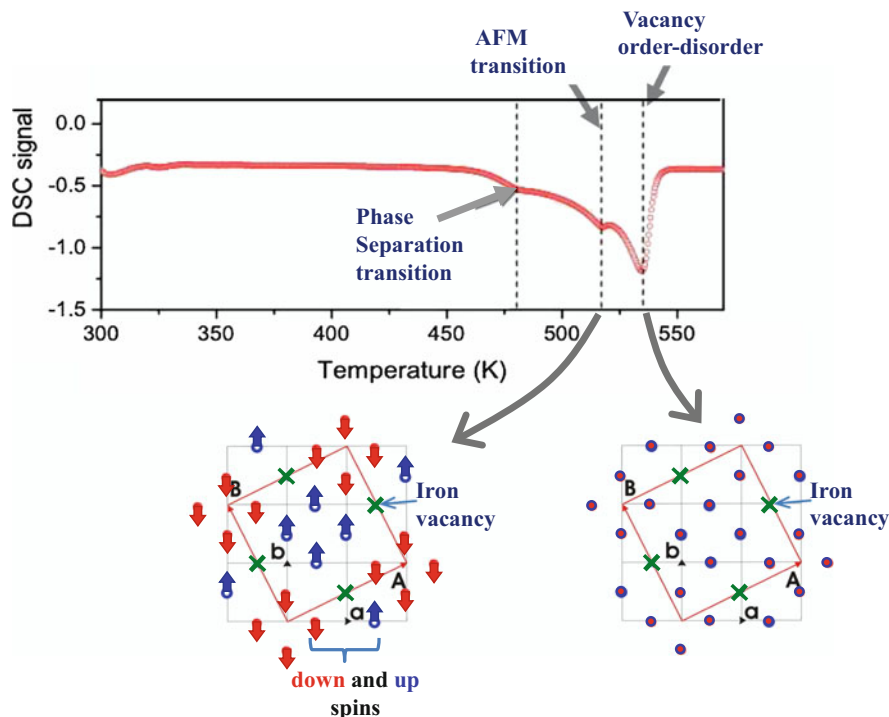 AFM
transition
Vacancy
order-disorder
DSC signal
0.0
-0.5
-1.0
-1.5
Phase
Separation
transition
300
350
400
450
500
550
Temperature (K)
B
b
A
a
Iron
vacancy
down and up
spins
B
b
A
a
Iron
vacancy